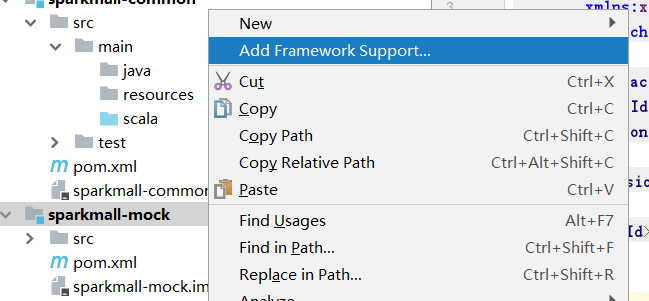 sparkmall-common
src
main
java
resources
scala
test
pom.xml
sparkmall-common
sparkmall-mock
src
pom.xml
sparkmall-mock.im
New
Add Framework Support...
Cut Ctrl+X
Copy Ctrl+C
Copy Path Ctrl+Shift+C
Copy Relative Path Ctrl+Alt+Shift+C
Paste Ctrl+V
Find Usages Alt+F7
Find in Path... Ctrl+Shift+F
Replace in Path... Ctrl+Shift+R
Analyze
3
xmlns:x
ch
ac
Id
on
sio
Id>